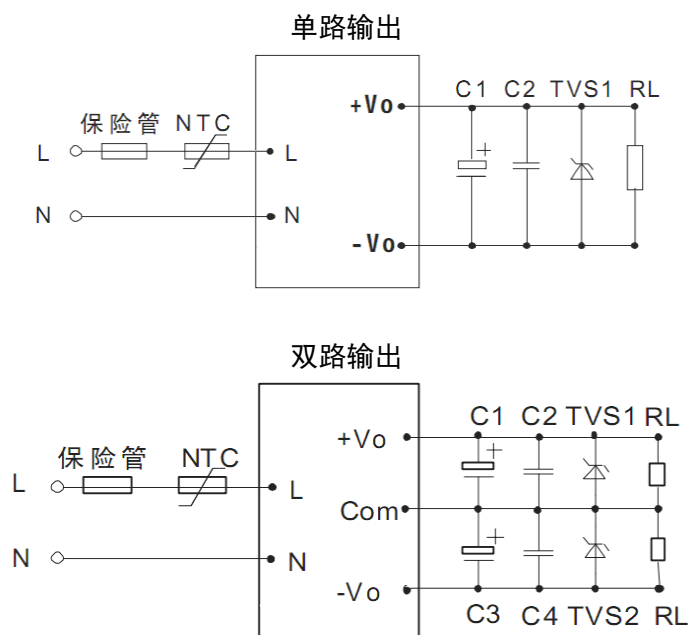 单路输出
C1 C2 TVS1 RL
+Vo
保险管 NTC
+
L L
N N
-Vo
双路输出
C1 C2 TVS1 RL
+Vo
保险管 NTC
+
L L
Com
+
N N
-Vo
C3 C4 TVS2 RL